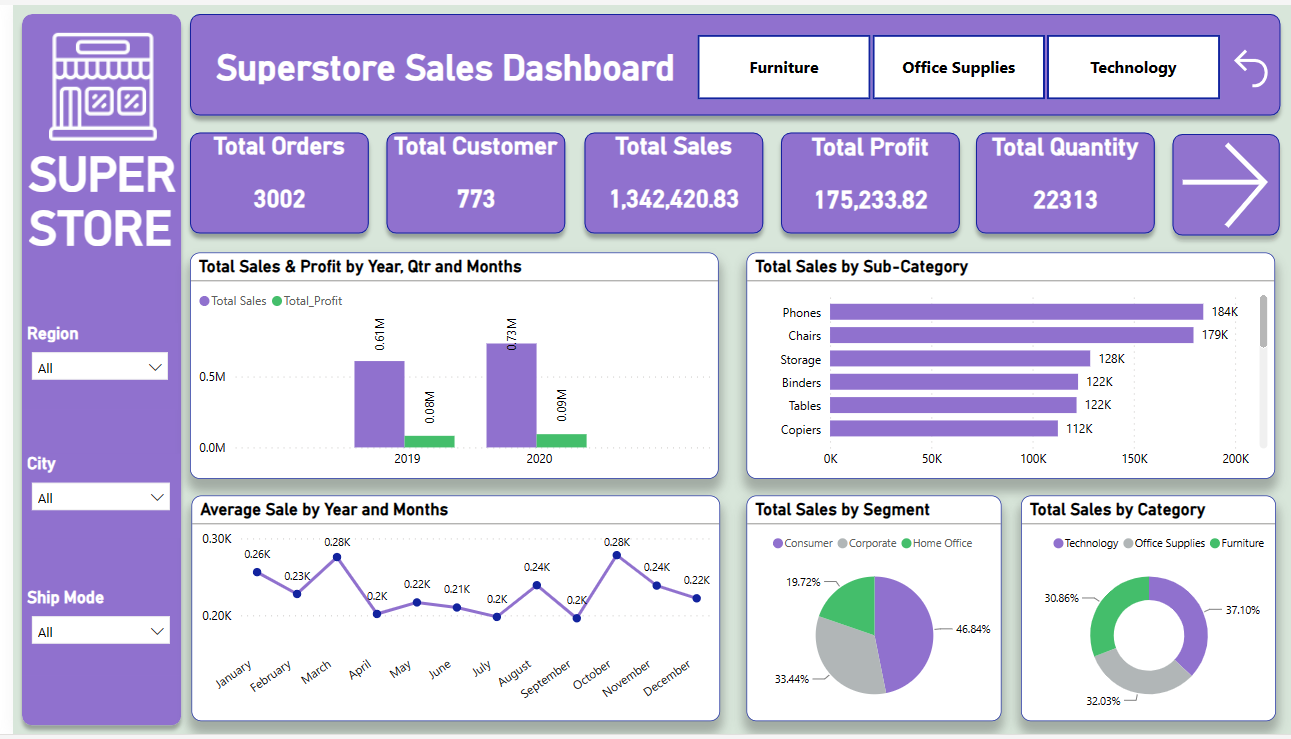 SUPER
STORE
Region
All
City
All
Ship Mode
All
Superstore Sales Dashboard
Furniture
Office Supplies
Technology
Total Orders
3002
Total Customer
773
Total Sales
1,342,420.83
Total Profit
175,233.82
Total Quantity
22313
Total Sales & Profit by Year, Qtr and Months
Total Sales
Total_Profit
0.5M
0.0M
0.61M
0.08M
0.73M
0.09M
2019
2020
Total Sales by Sub-Category
Phones
184K
Chairs
179K
Storage
128K
Binders
122K
Tables
122K
Copiers
112K
0K
50K
100K
150K
200K
Average Sale by Year and Months
0.30K
0.20K
0.26K
0.23K
0.28K
0.2K
0.22K
0.21K
0.2K
0.24K
0.2K
0.28K
0.24K
0.22K
January
February
March
April
May
June
July
August
September
October
November
December
Total Sales by Segment
Consumer
Corporate
Home Office
19.72%
46.84%
33.44%
Total Sales by Category
Technology
Office Supplies
Furniture
30.86%
37.10%
32.03%